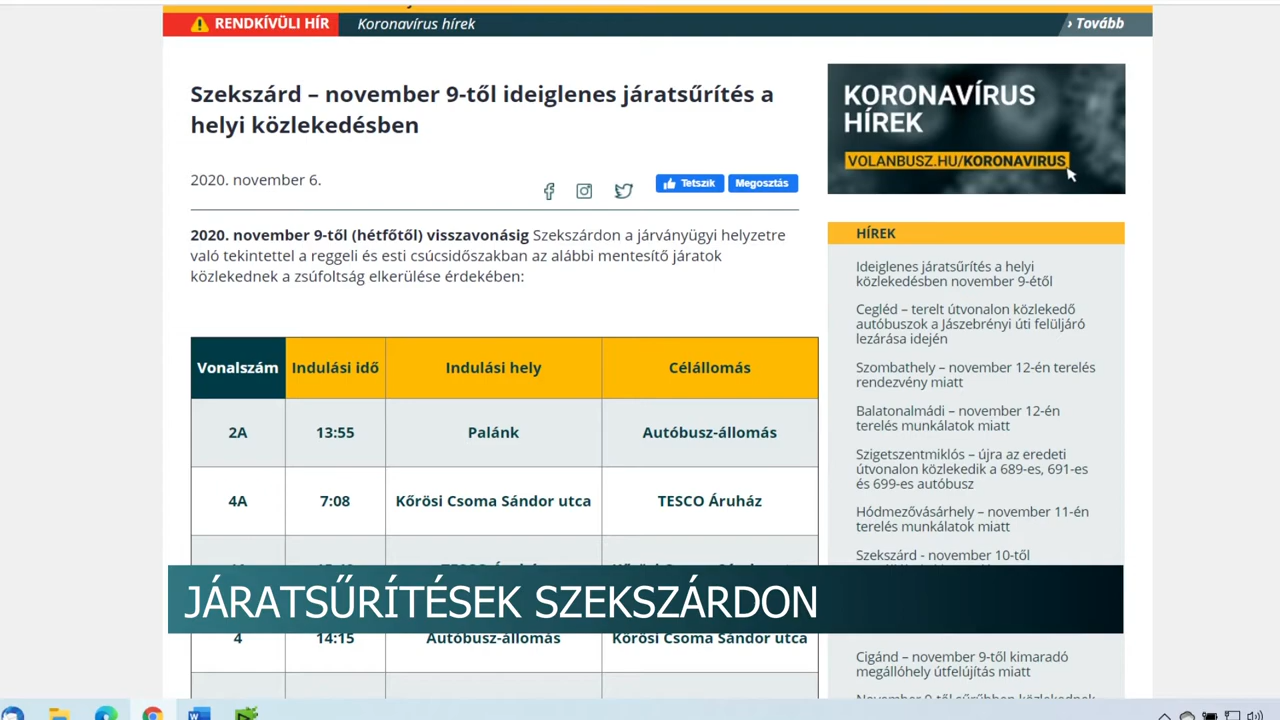 RENDKÍVÜLI HÍR
Koronavírus hírek
› Tovább
Szekszárd – november 9-től ideiglenes járatsűrítés a
helyi közlekedésben
2020. november 6.
Tetszik
Megosztás
2020. november 9-től (hétfőtől) visszavonásig Szekszárdon a járványügyi helyzetre
való tekintettel a reggeli és esti csúcsidőszakban az alábbi mentesítő járatok
közlekednek a zsúfoltság elkerülése érdekében:
Vonalszám Indulási idő Indulási hely Célállomás
2A 13:55 Palánk Autóbusz-állomás
4A 7:08 Kőrösi Csoma Sándor utca TESCO Áruház
4 14:15 Autóbusz-állomás Kőrösi Csoma Sándor utca
JÁRATSŰRÍTÉSEK SZEKSZÁRDON
KORONAVÍRUS
HÍREK
VOLANBUSZ.HU/KORONAVIRUS
HÍREK
Ideiglenes járatsűrítés a helyi
közlekedésben november 9-étől
Cegléd – terelt útvonalon közlekedő
autóbuszok a Jászberényi úti felüljáró
lezárása idején
Szombathely – november 12-én terelés
rendezvény miatt
Balatonalmádi – november 12-én
terelés munkálatok miatt
Szigetszentmiklós – újra az eredeti
útvonalon közlekedik a 689-es, 691-es
és 699-es autóbusz
Hódmezővásárhely – november 11-én
terelés munkálatok miatt
Szekszárd - november 10-től
Cigánd – november 9-től kimaradó
megállóhely útfelújítás miatt
November 9-től sűrűbben közlekednek